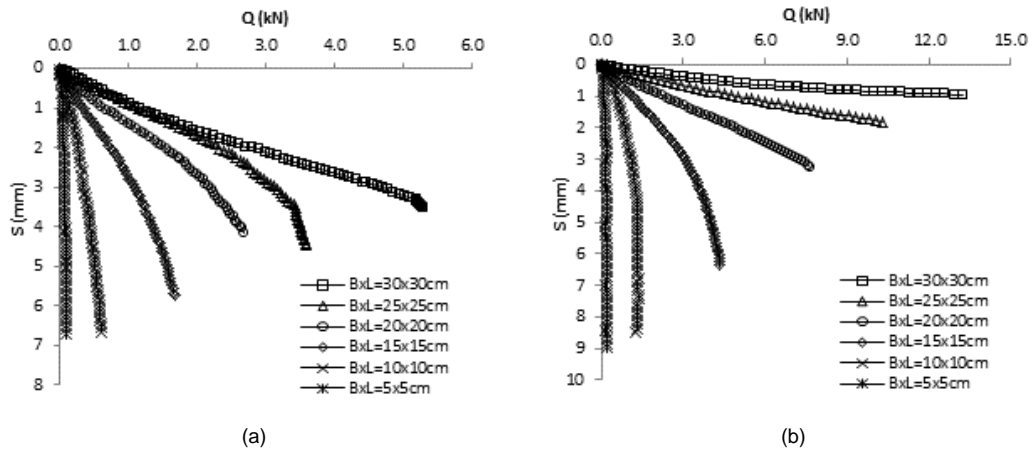 Q (kN)
0.0 1.0 2.0 3.0 4.0 5.0 6.0
0
1
2
3
4
5
6
7
8
S (mm)
BxL=30x30cm
BxL=25x25cm
BxL=20x20cm
BxL=15x15cm
BxL=10x10cm
BxL=5x5cm
(a)
Q (kN)
0.0 3.0 6.0 9.0 12.0 15.0
0
1
2
3
4
5
6
7
8
9
10
S (mm)
BxL=30x30cm
BxL=25x25cm
BxL=20x20cm
BxL=15x15cm
BxL=10x10cm
BxL=5x5cm
(b)